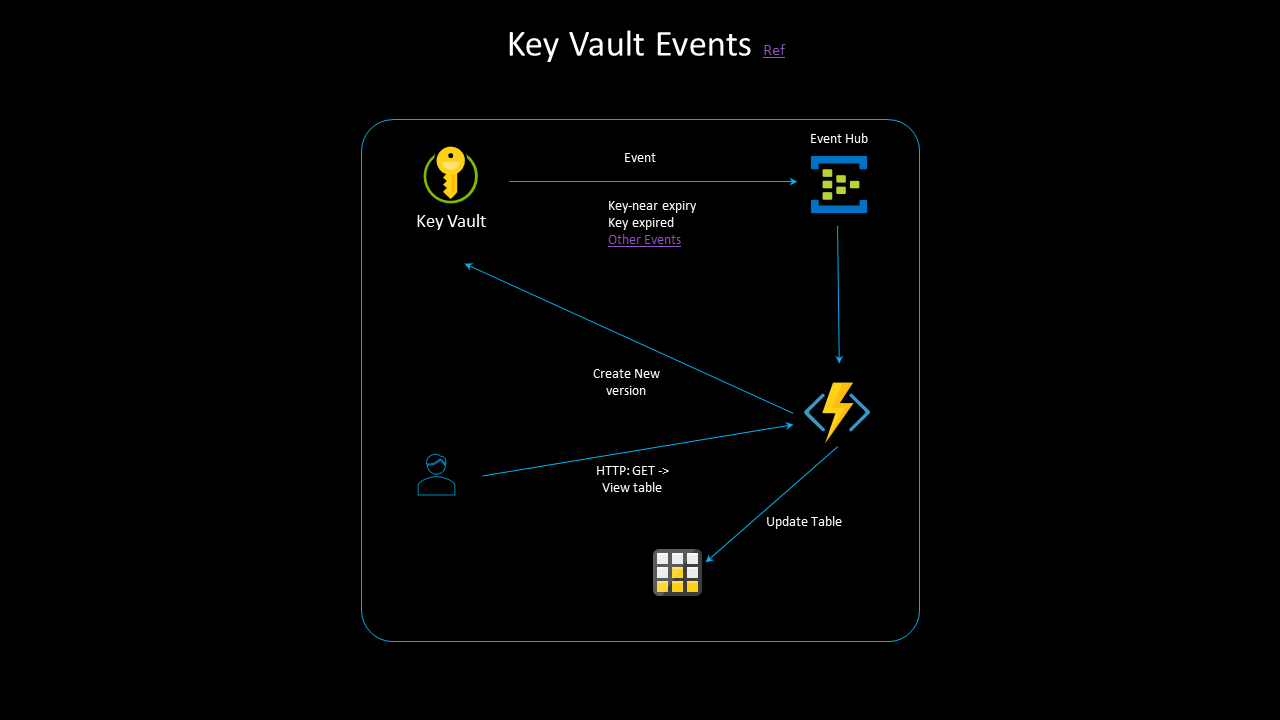 Key Vault Events Ref
Event Hub
Event
Key Vault
Key-near expiry
Key expired
Other Events
Create New
version
HTTP: GET ->
View table
Update Table